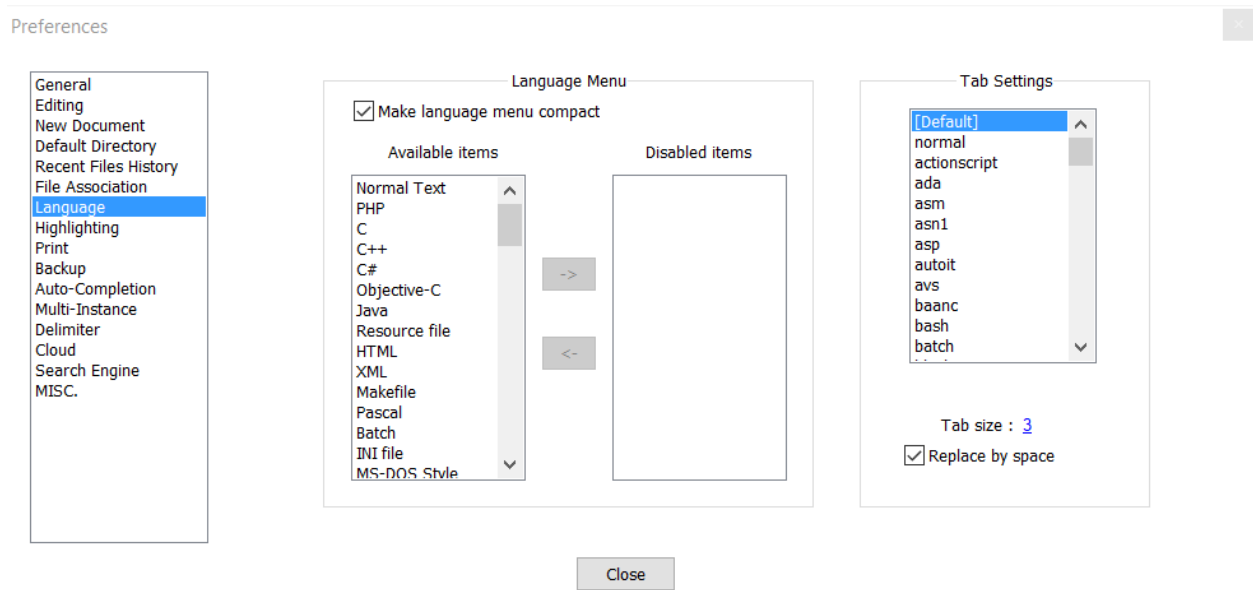 Preferences
General
Editing
New Document
Default Directory
Recent Files History
File Association
Language
Highlighting
Print
Backup
Auto-Completion
Multi-Instance
Delimiter
Cloud
Search Engine
MISC.
Language Menu
Make language menu compact
Available items
Normal Text
PHP
C
C++
C#
Objective-C
Java
Resource file
HTML
XML
Makefile
Pascal
Batch
INI file
MS-DOS Style
->
<-
Disabled items
Tab Settings
[Default]
normal
actionscript
ada
asm
asn1
asp
autoit
avs
baanc
bash
batch
Tab size : 3
Replace by space
Close